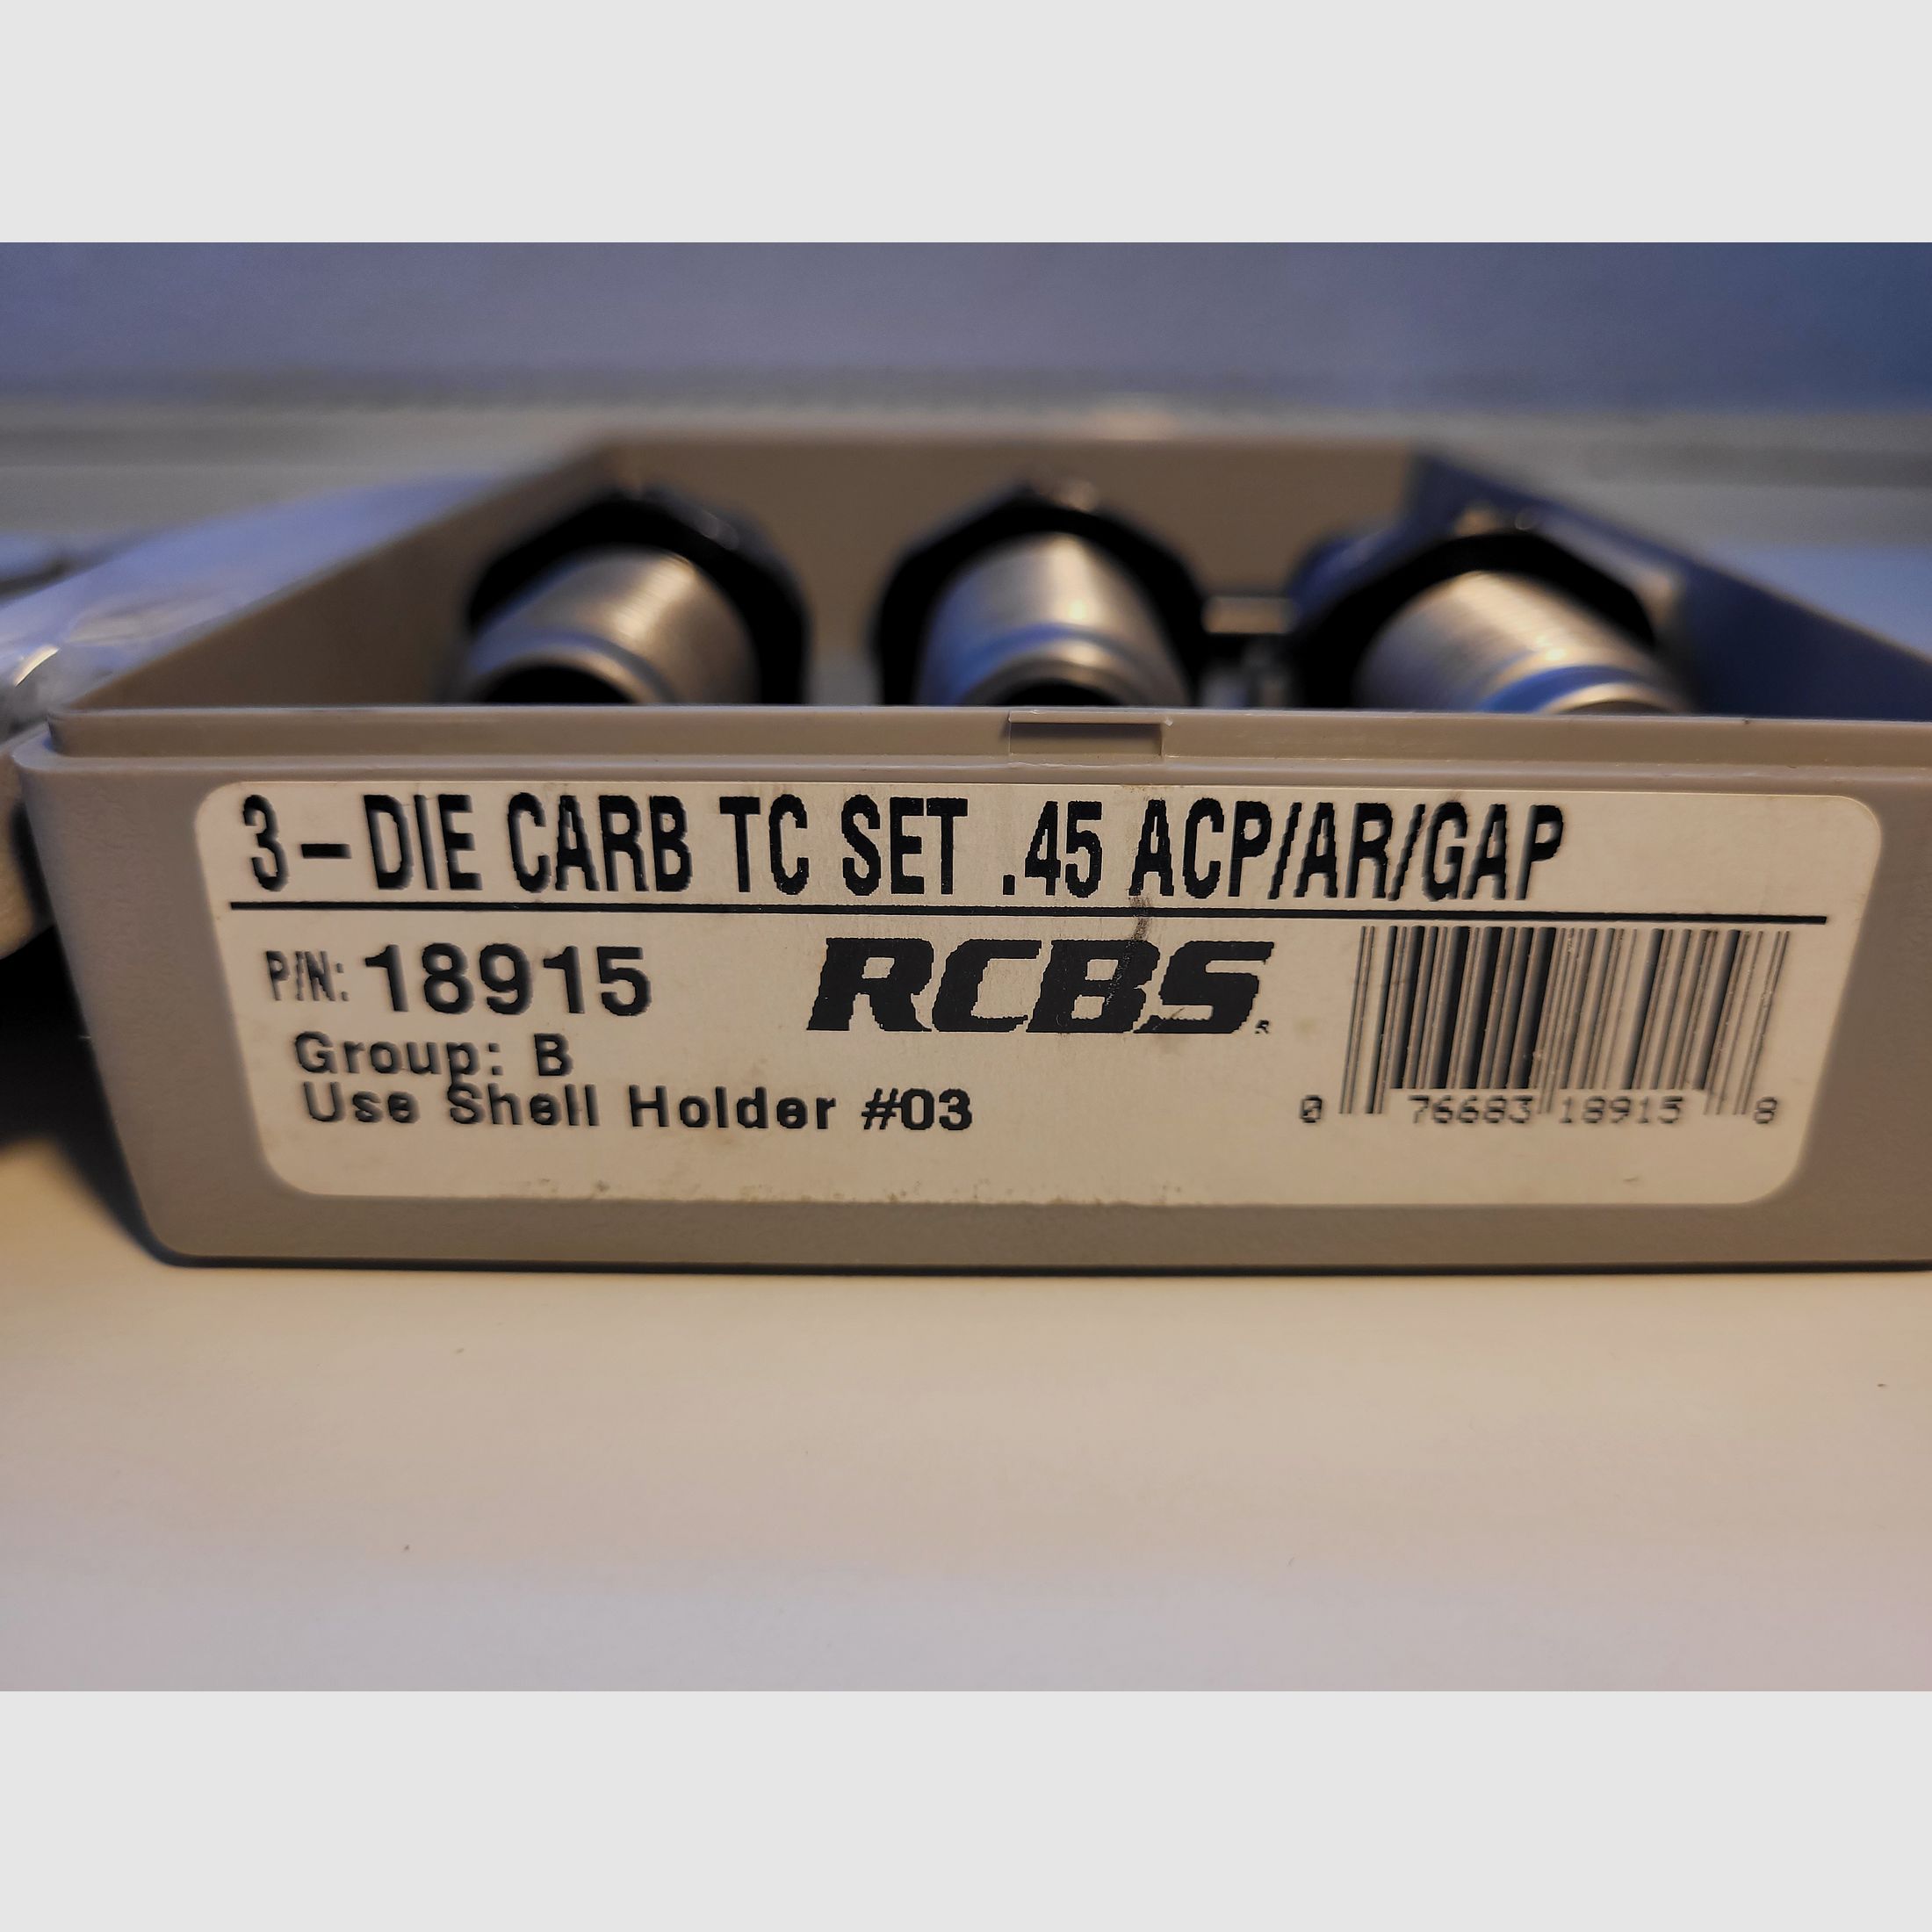 3-DIE CARB TC SET .45 ACP/AR/GAP
P/N: 18915
RCBS®
Group: B
Use Shell Holder #03
0 76683 18915 8